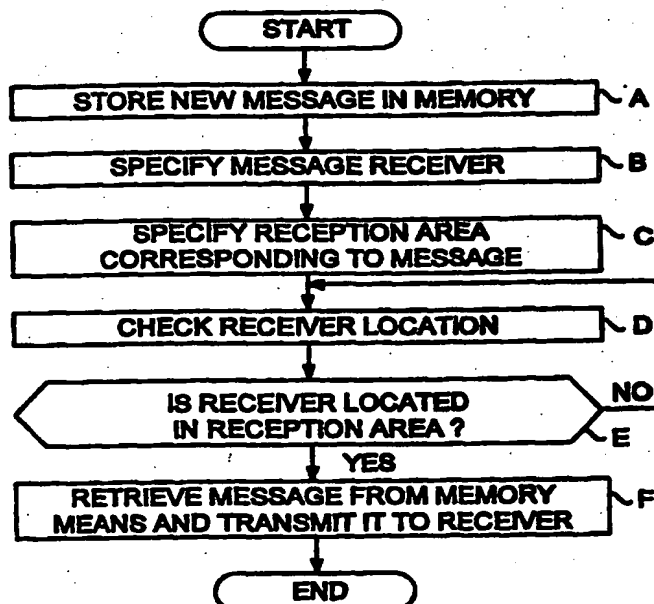 START
STORE NEW MESSAGE IN MEMORY
A
SPECIFY MESSAGE RECEIVER
B
SPECIFY RECEPTION AREA
CORRESPONDING TO MESSAGE
C
CHECK RECEIVER LOCATION
D
IS RECEIVER LOCATED
IN RECEPTION AREA ?
NO
E
YES
RETRIEVE MESSAGE FROM MEMORY
MEANS AND TRANSMIT IT TO RECEIVER
F
END